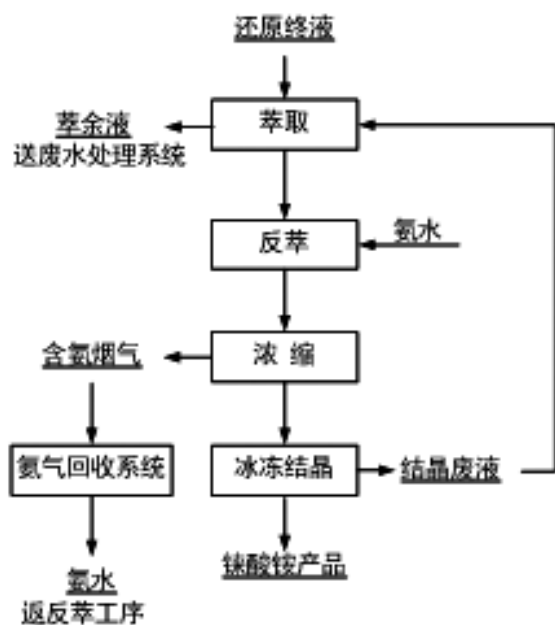 还原终液
萃取
萃余液
送废水处理系统
反萃
氨水
浓 缩
含氨烟气
氨气回收系统
冰冻结晶
结晶废液
氨水
返反萃工序
铼酸铵产品